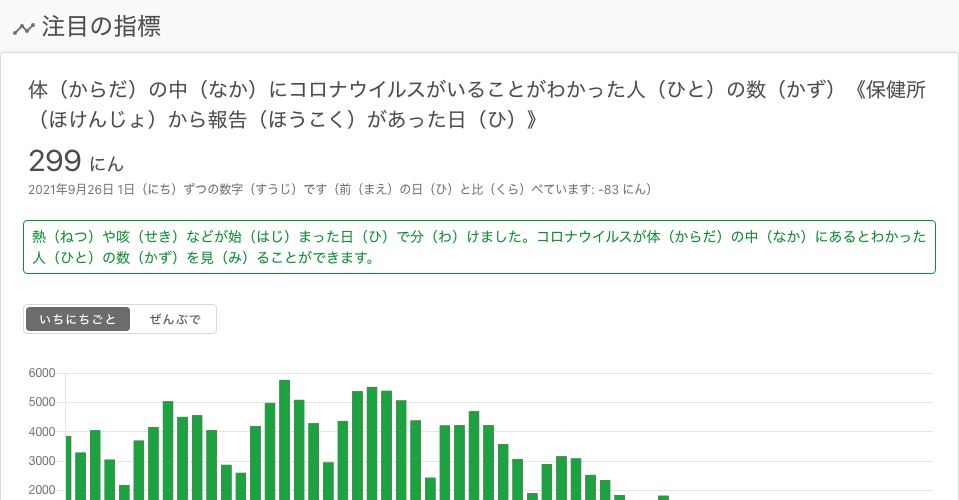 注目の指標
体（からだ）の中（なか）にコロナウイルスがいることがわかった人（ひと）の数（かず）《保健所
（ほけんじょ）から報告（ほうこく）があった日（ひ）》
299 にん
2021年9月26日 1日（にち）ずつの数字（すうじ）です（前（まえ）の日（ひ）と比（くら）べています: -83 にん）
熱（ねつ）や咳（せき）などが始（はじ）まった日（ひ）で分（わ）けました。コロナウイルスが体（からだ）の中（なか）にあるとわかった
人（ひと）の数（かず）を見（み）ることができます。
いちにちごと ぜんぶで
6000
5000
4000
3000
2000